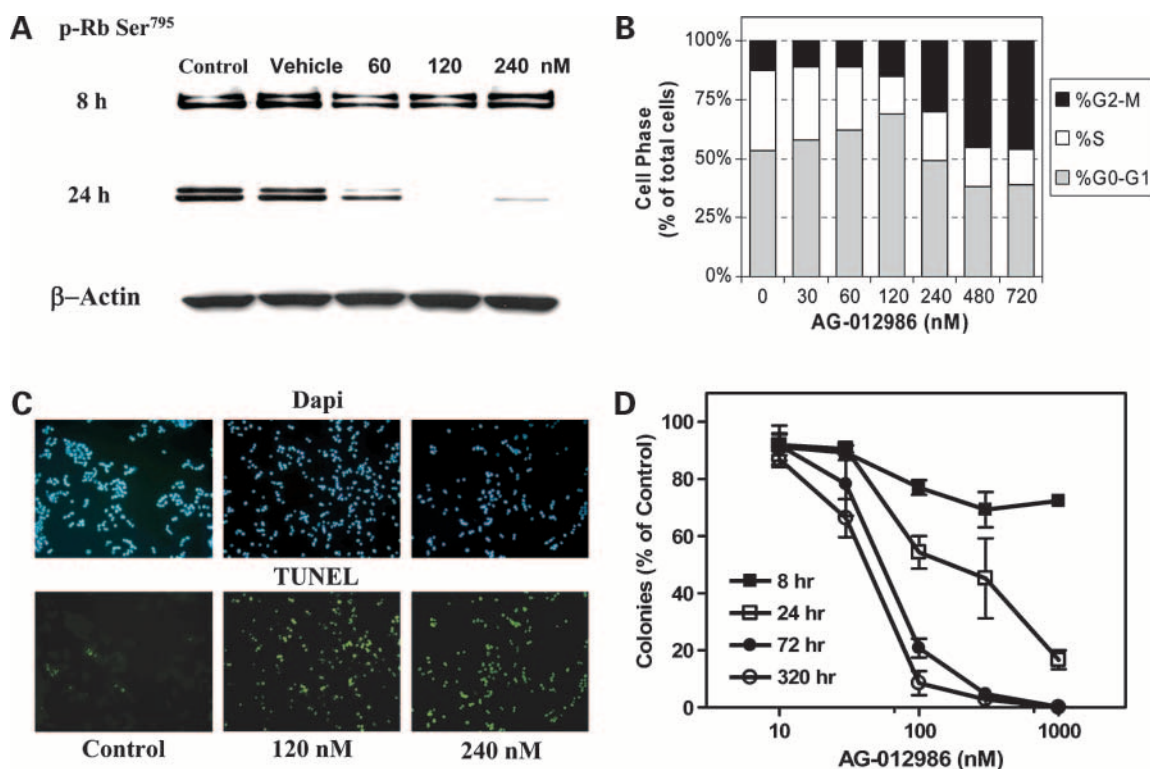 A
p-Rb Ser795
Control Vehicle 60 120 240 nM
8 h
24 h
β–Actin
B
100%
75%
50%
25%
0%
Cell Phase
(% of total cells)
0 30 60 120 240 480 720
AG-012986 (nM)
%G2-M
%S
%G0-G1
C
Dapi
TUNEL
Control 120 nM 240 nM
D
100
80
60
40
20
0
Colonies (% of Control)
8 hr
24 hr
72 hr
320 hr
10 100 1000
AG-012986 (nM)